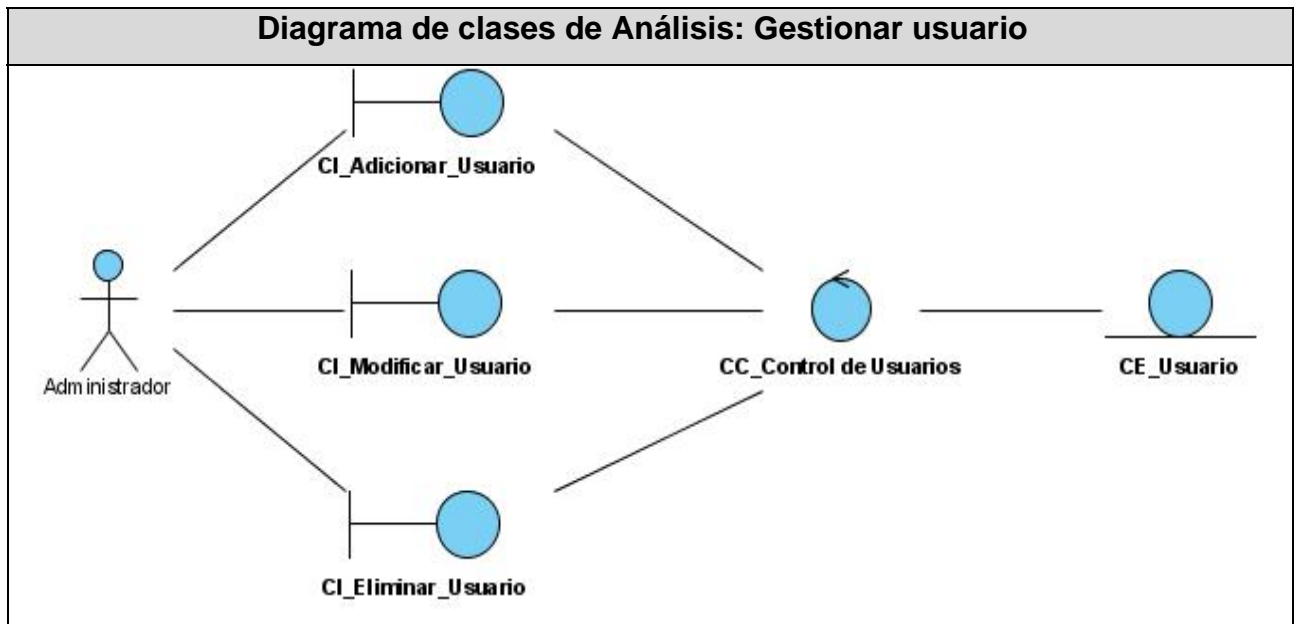 Diagrama de clases de Análisis: Gestionar usuario
CI_Adicionar_Usuario
CI_Modificar_Usuario
CC_Control de Usuarios
CE_Usuario
Administrador
CI_Eliminar_Usuario